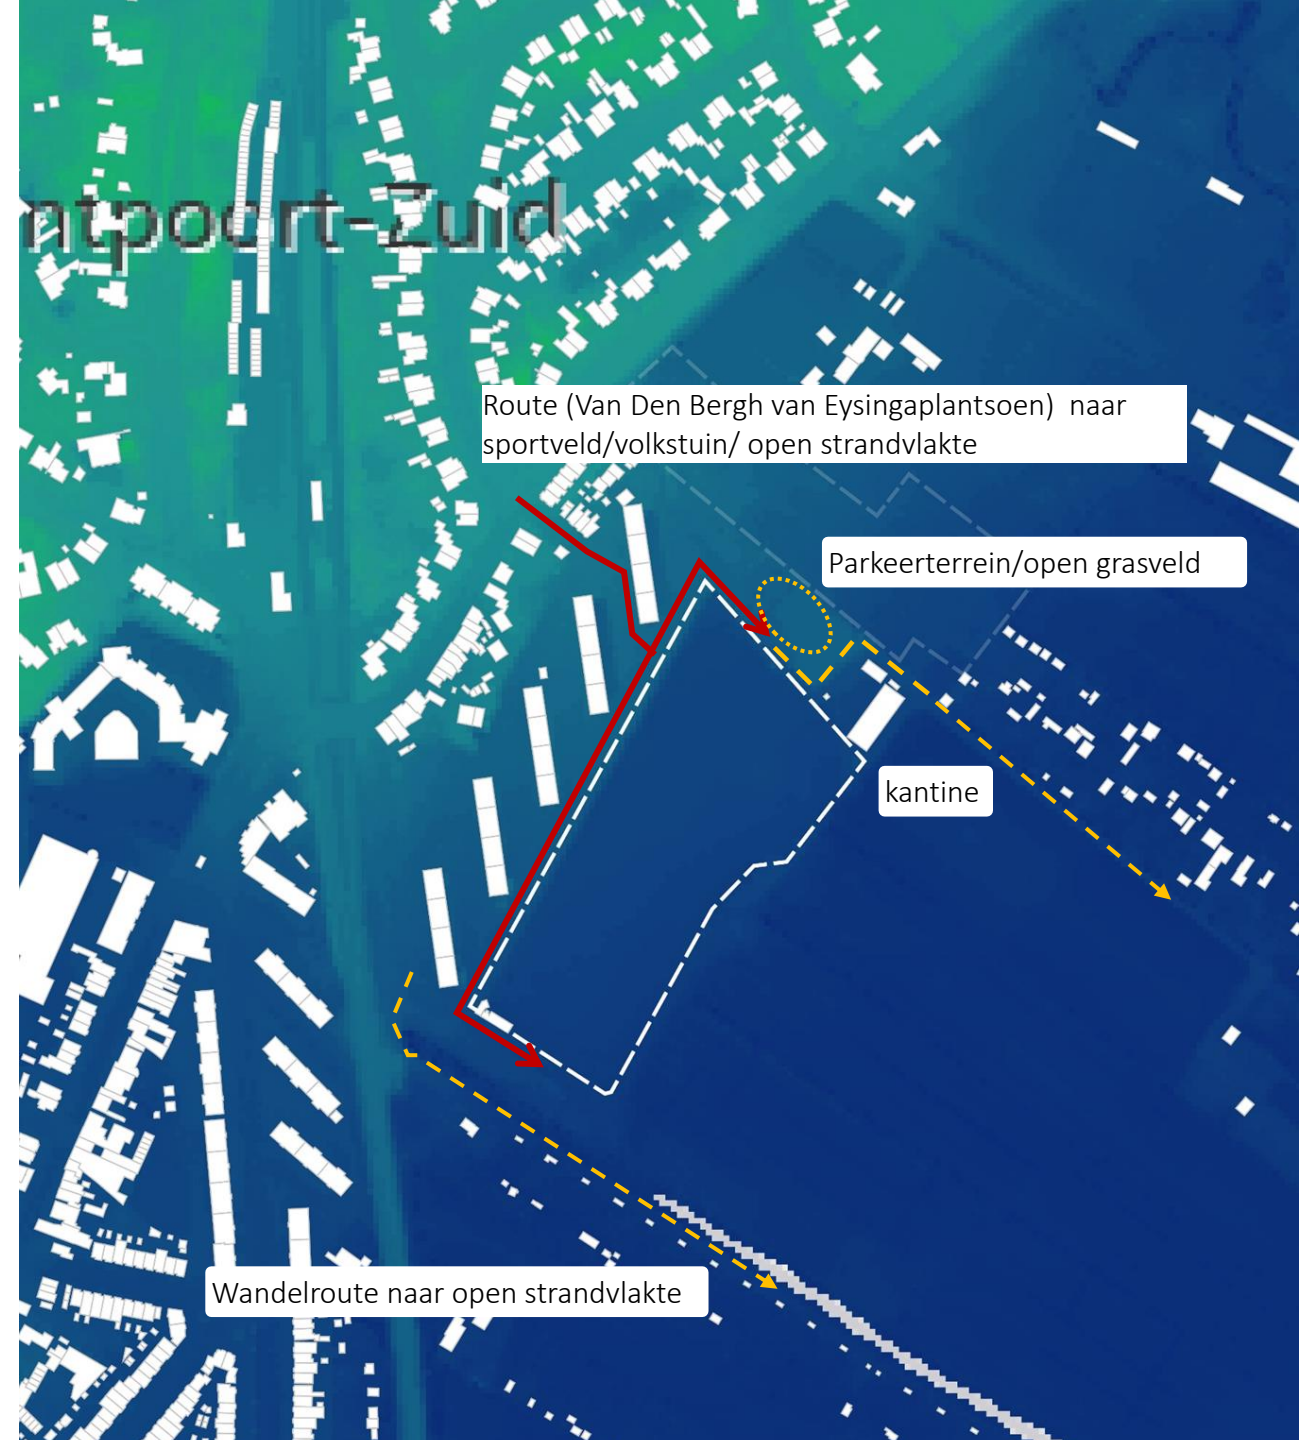 ntpoort-Zuid
Route (Van Den Bergh van Eysingaplantsoen)  naar
sportveld/volkstuin/ open strandvlakte
Parkeerterrein/open grasveld
kantine
Wandelroute naar open strandvlakte